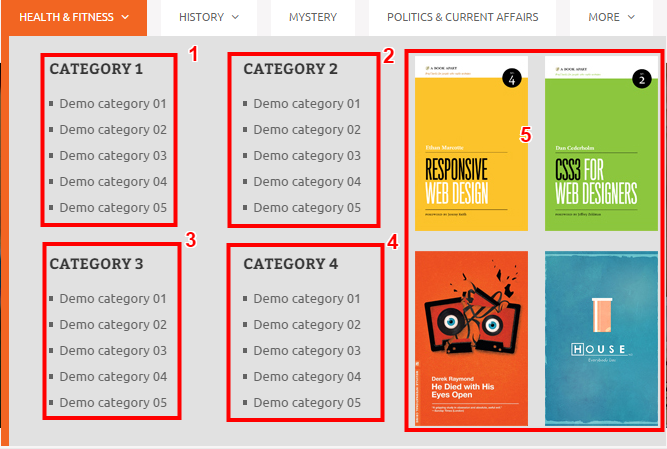 HEALTH & FITNESS
HISTORY
MYSTERY
POLITICS & CURRENT AFFAIRS
MORE
1
CATEGORY 1
Demo category 01
Demo category 02
Demo category 03
Demo category 04
Demo category 05
2
CATEGORY 2
Demo category 01
Demo category 02
Demo category 03
Demo category 04
Demo category 05
3
CATEGORY 3
Demo category 01
Demo category 02
Demo category 03
Demo category 04
Demo category 05
4
CATEGORY 4
Demo category 01
Demo category 02
Demo category 03
Demo category 04
Demo category 05
5
A BOOK APART
4
Ethan Marcotte
RESPONSIVE
WEB DESIGN
A BOOK APART
2
Dan Cederholm
CSS3 FOR
WEB DESIGNERS
Derek Raymond
He Died with His
Eyes Open
HOUSE
Everybody lies